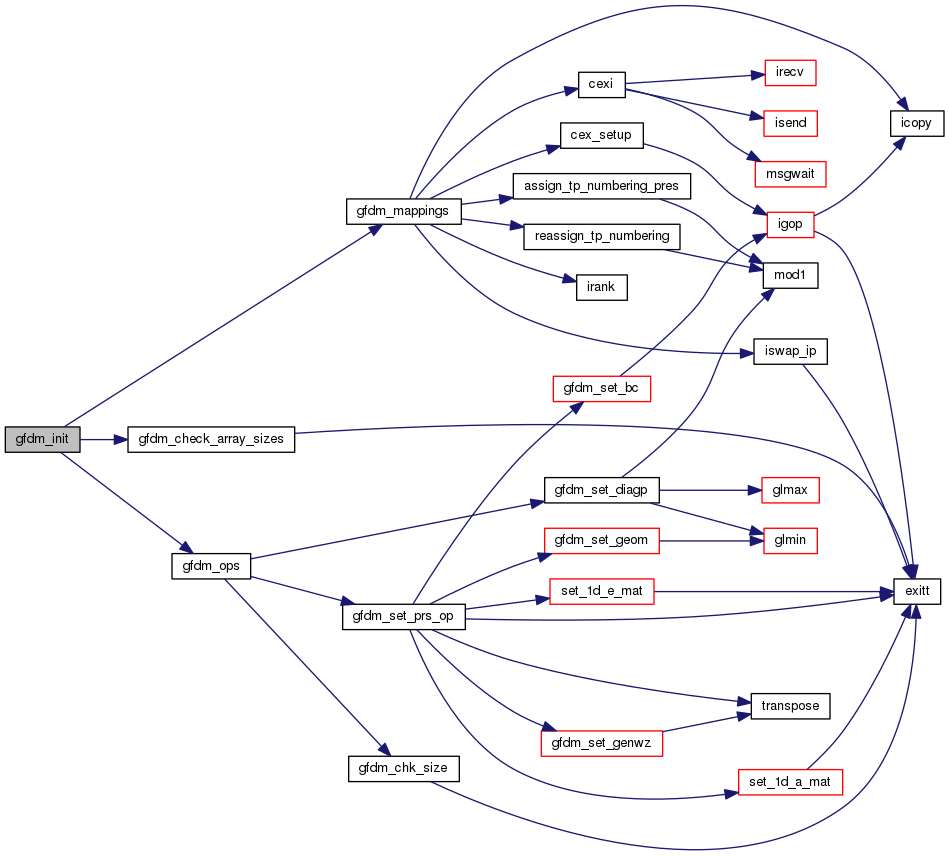 irecv
cexi
isend
icopy
cex_setup
msgwait
assign_tp_numbering_pres
gfdm_mappings
igop
reassign_tp_numbering
mod1
irank
iswap_ip
gfdm_set_bc
gfdm_init
gfdm_check_array_sizes
gfdm_set_diagp
glmax
gfdm_set_geom
glmin
gfdm_ops
set_1d_e_mat
exitt
gfdm_set_prs_op
transpose
gfdm_set_genwz
gfdm_chk_size
set_1d_a_mat